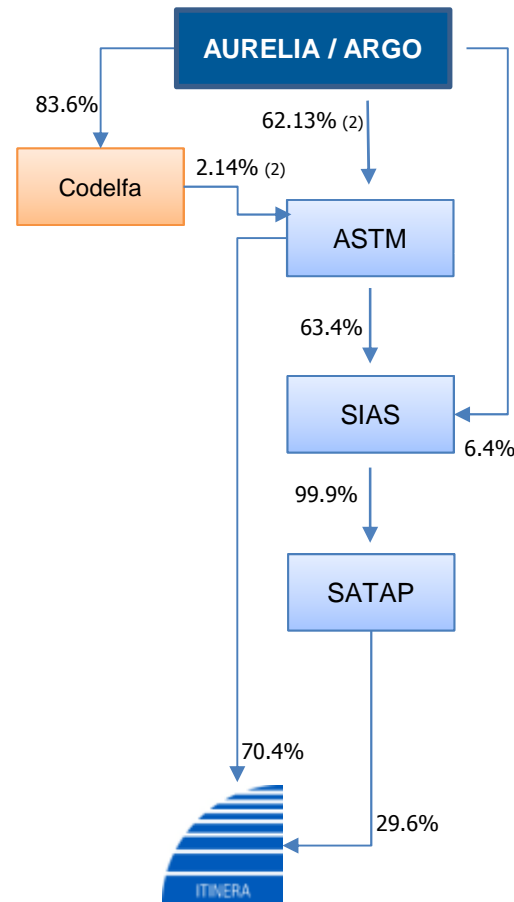 AURELIA / ARGO
83.6%
62.13% (2)
Codelfa
2.14% (2)
ASTM
63.4%
SIAS
6.4%
99.9%
SATAP
70.4%
29.6%
ITINERA